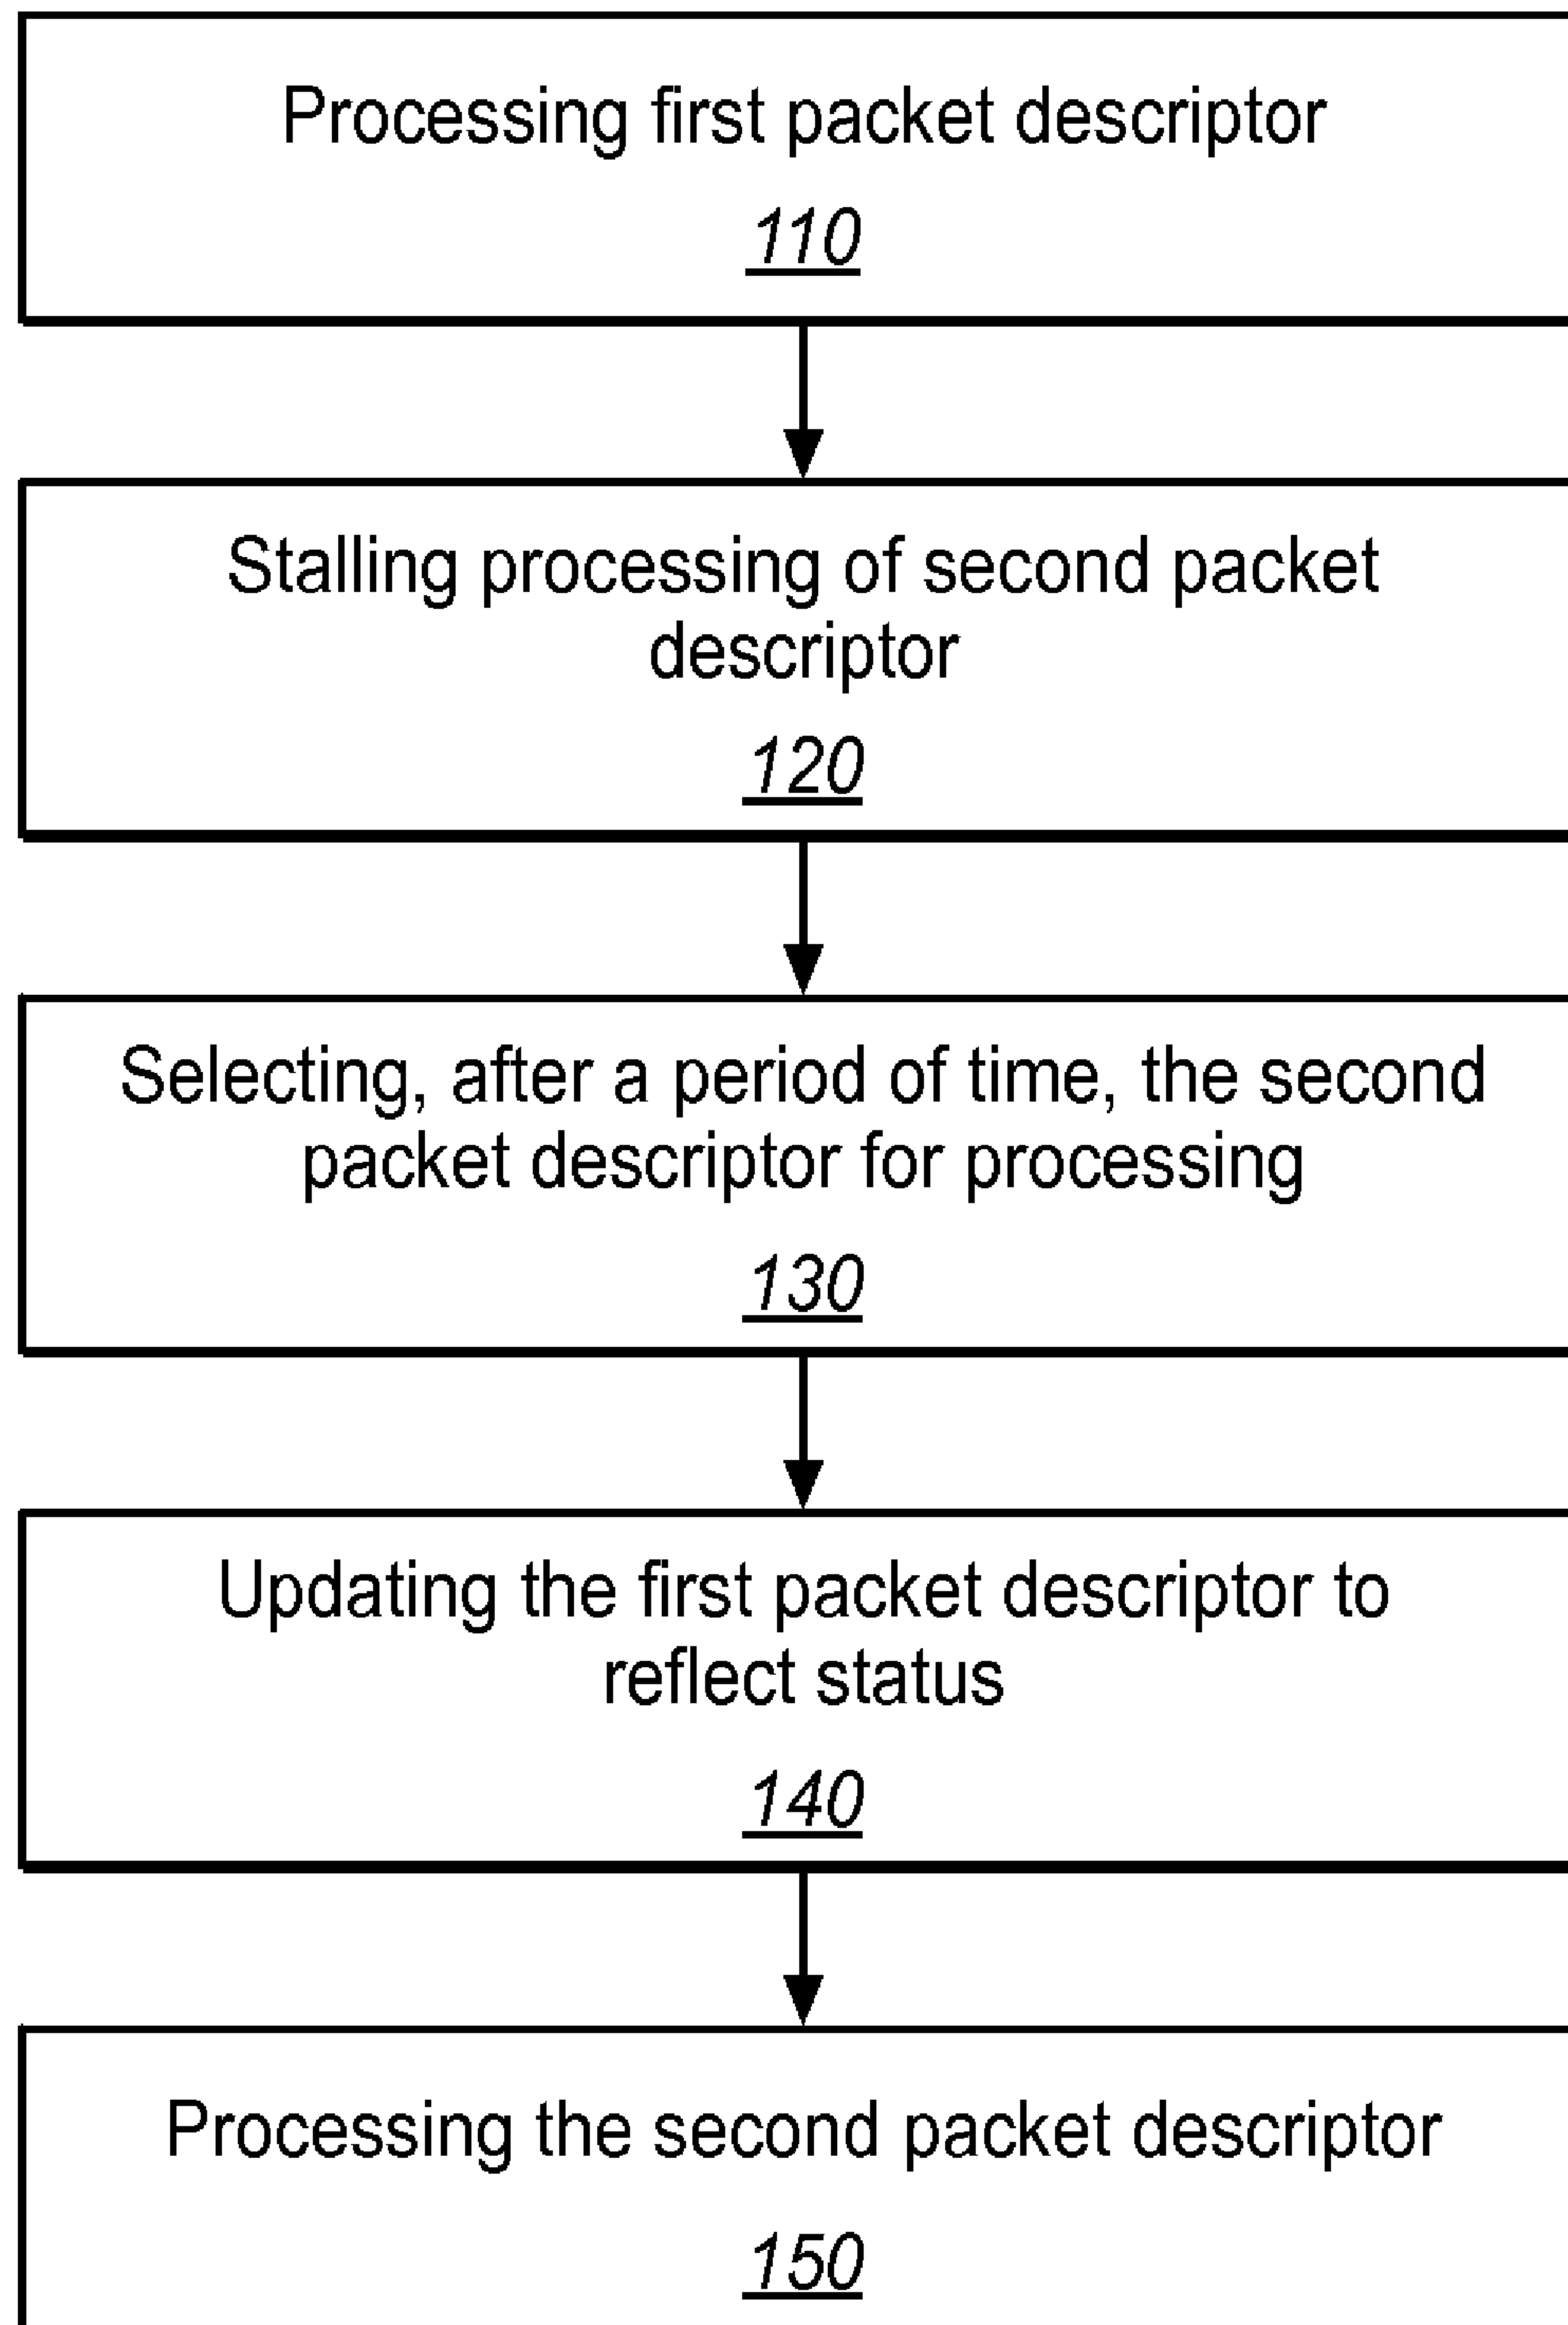 Processing first packet descriptor
110
Stalling processing of second packet
descriptor
120
Selecting, after a period of time, the second
packet descriptor for processing
130
Updating the first packet descriptor to
reflect status
140
Processing the second packet descriptor
150